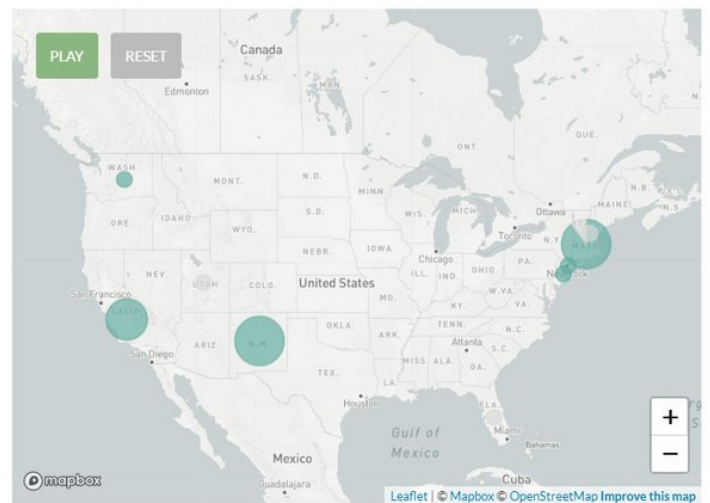 PLAY
RESET
Canada
SASK.
MAN.
Edmonton
ONT.
QUE.
WASH.
MONT.
N.D.
MINN.
N.B.
MAINE
N.S.
Ottawa
ORE.
IDAHO
S.D.
WIS.
MICH.
Toronto
N.Y.
MASS.
WYO.
NEBR.
IOWA
Chicago
PA.
New York
NEV.
UTAH
COLO.
United States
ILL.
IND.
OHIO
San Francisco
MO.
W.VA.
VA.
CALIF.
KY.
San Diego
ARIZ.
N.M.
OKLA.
ARK.
TENN.
N.C.
Atlanta
S.C.
TEX.
MISS.
ALA.
GA.
LA.
Houston
FLA.
Gulf of
Mexico
Miami
Bahamas
+
−
Mexico
Cuba
mapbox
Guadalajara
Leaflet | © Mapbox © OpenStreetMap Improve this map